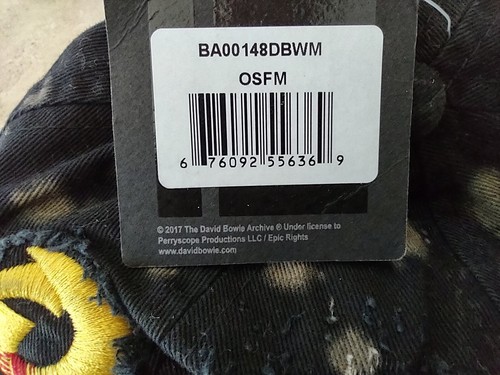 BA00148DBWM
OSFM
6 76092 55636 9
© 2017 The David Bowie Archive ® Under license to
Perryscope Productions LLC / Epic Rights
www.davidbowie.com